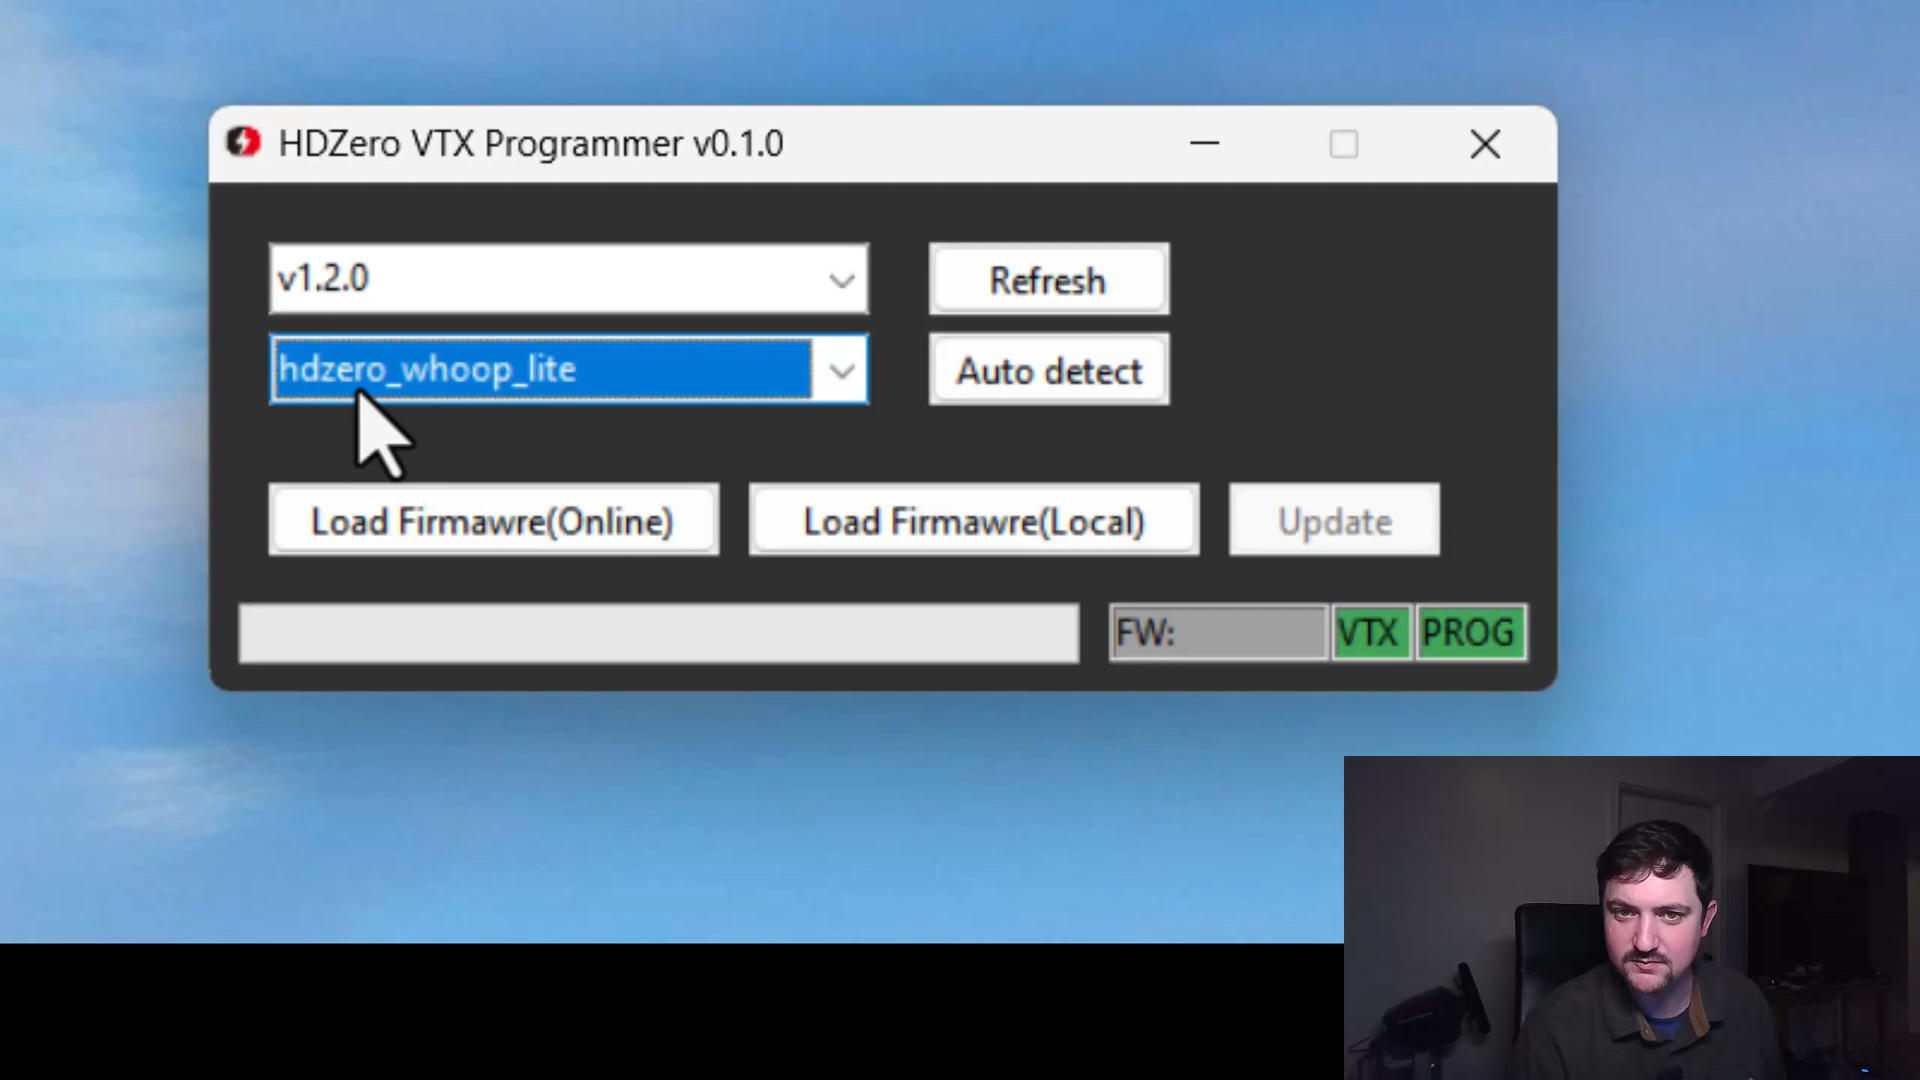 HDZero VTX Programmer v0.1.0
v1.2.0
Refresh
hdzero_whoop_lite
Auto detect
Load Firmawre(Online)
Load Firmawre(Local)
Update
FW:
VTX
PROG